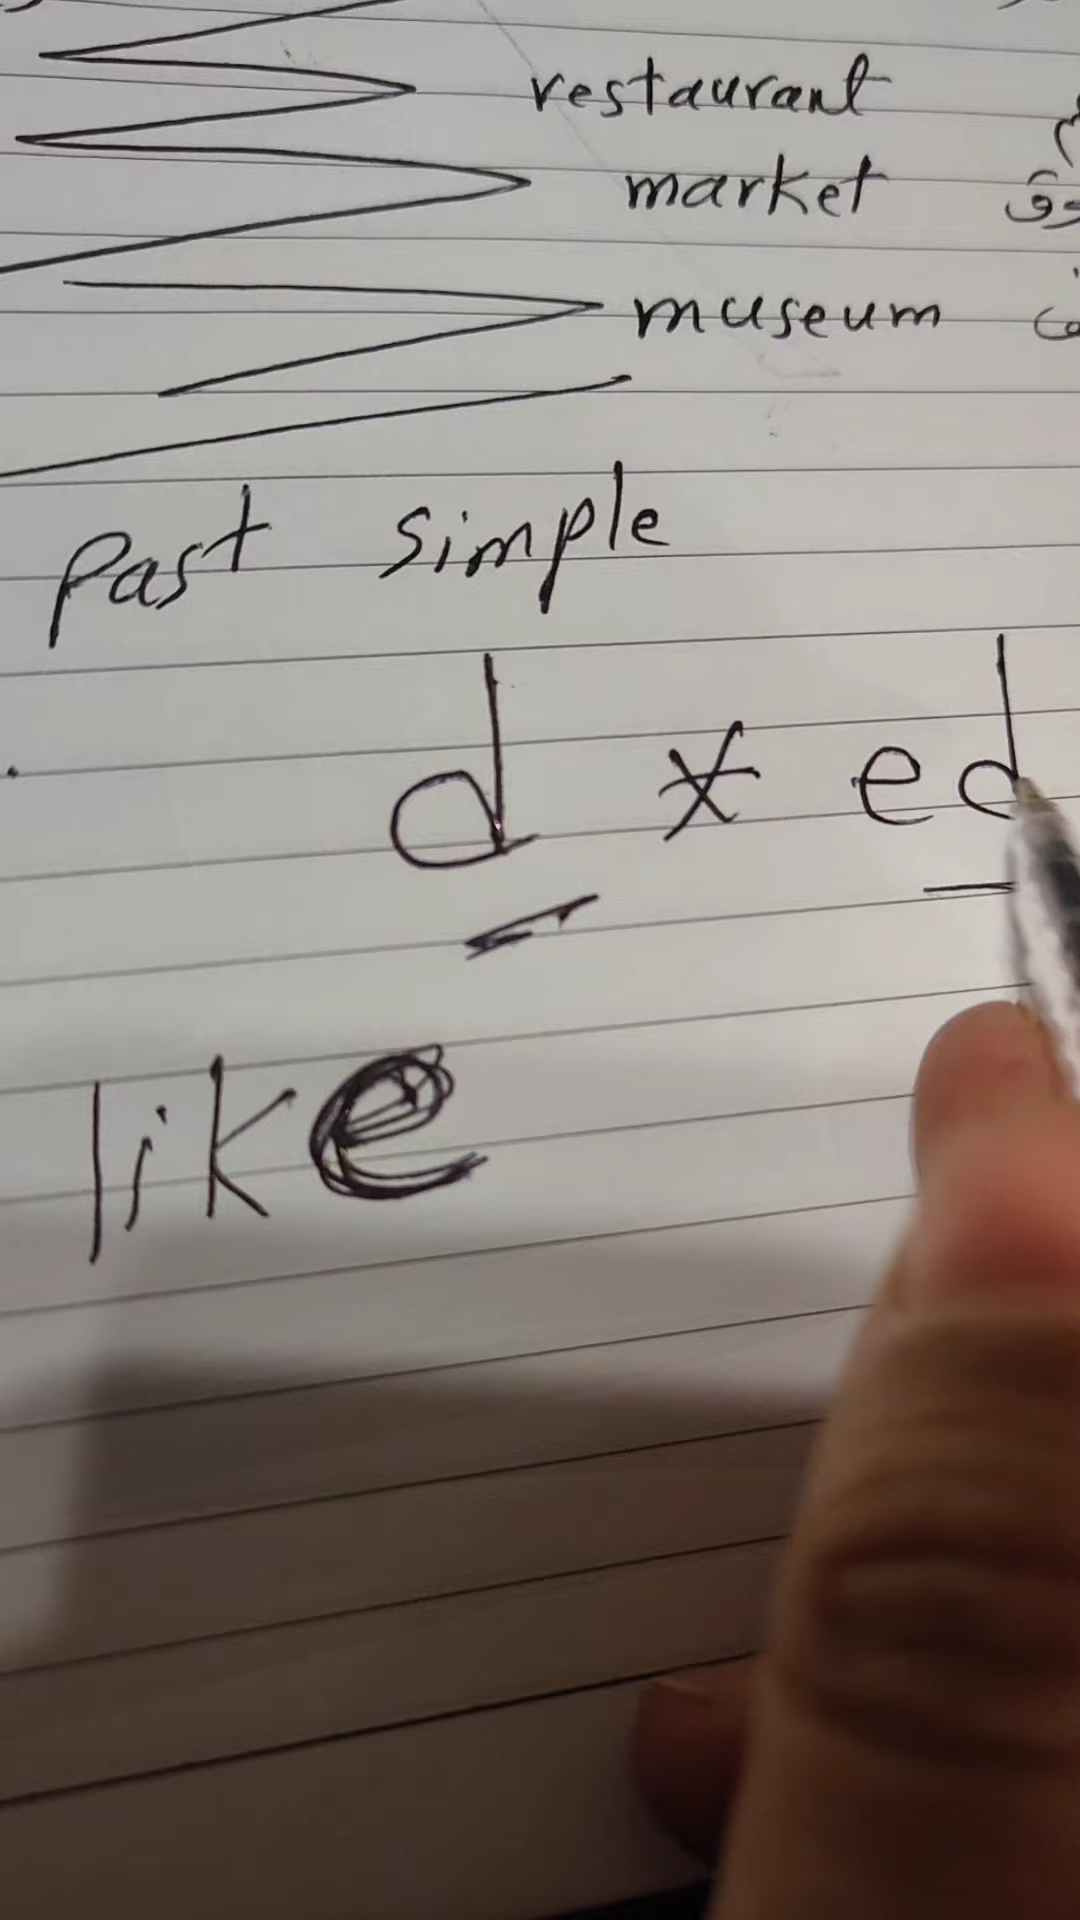 restaurant
market
museum
Past simple
d * ed
like